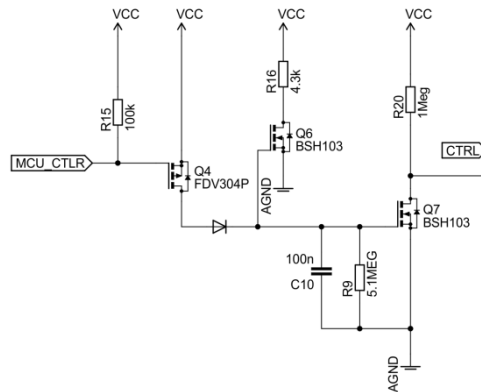 VCC
VCC
VCC
VCC
R15
100k
R16
4.3k
R20
1Meg
Q6
BSH103
MCU_CTLR
CTRL
Q4
FDV304P
AGND
Q7
BSH103
100n
C10
R9
5.1MEG
AGND